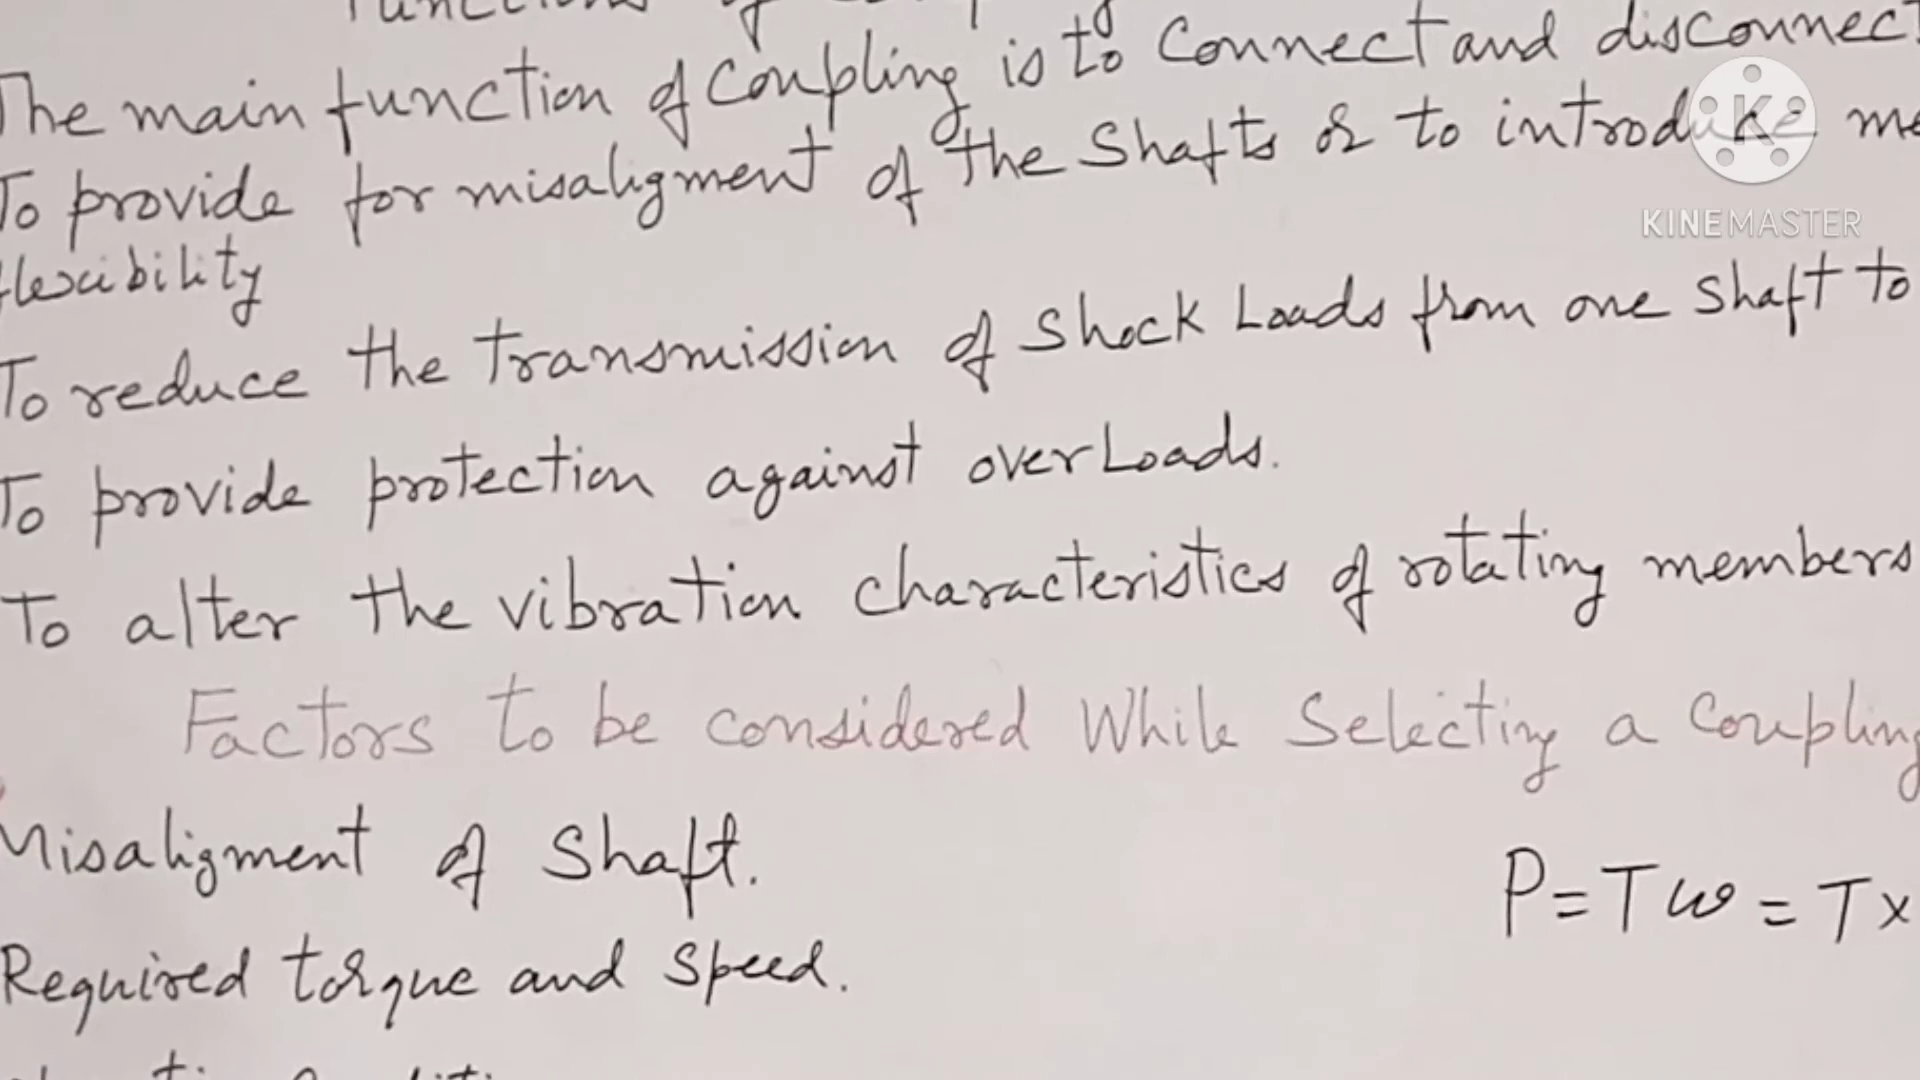 The main function of Coupling is to Connect and disconnect
To provide for misaligment of the Shafts or to introduce
flexibility
To reduce the transmission of Shock Loads from one Shaft to
To provide protection against overLoads.
To alter the vibration characteristics of rotating members
Factors to be considered While Selecting a Coupling
Misaligment of Shaft.
P = T ω = T x
Required torque and Speed.
K
KINEMASTER